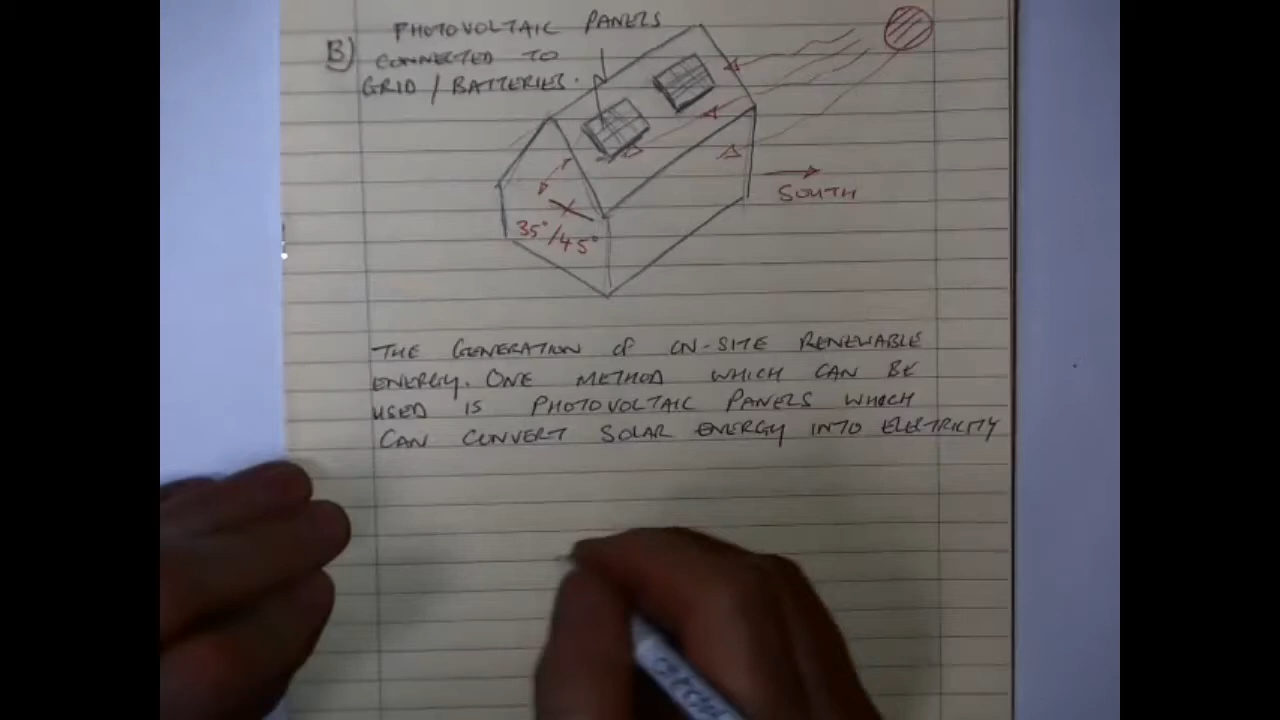 B)
PHOTOVOLTAIC PANELS
CONNECTED TO
GRID / BATTERIES.
SOUTH
35°/45°
THE GENERATION OF ON-SITE RENEWABLE
ENERGY. ONE METHOD WHICH CAN BE
USED IS PHOTOVOLTAIC PANELS WHICH
CAN CONVERT SOLAR ENERGY INTO ELECTRICITY